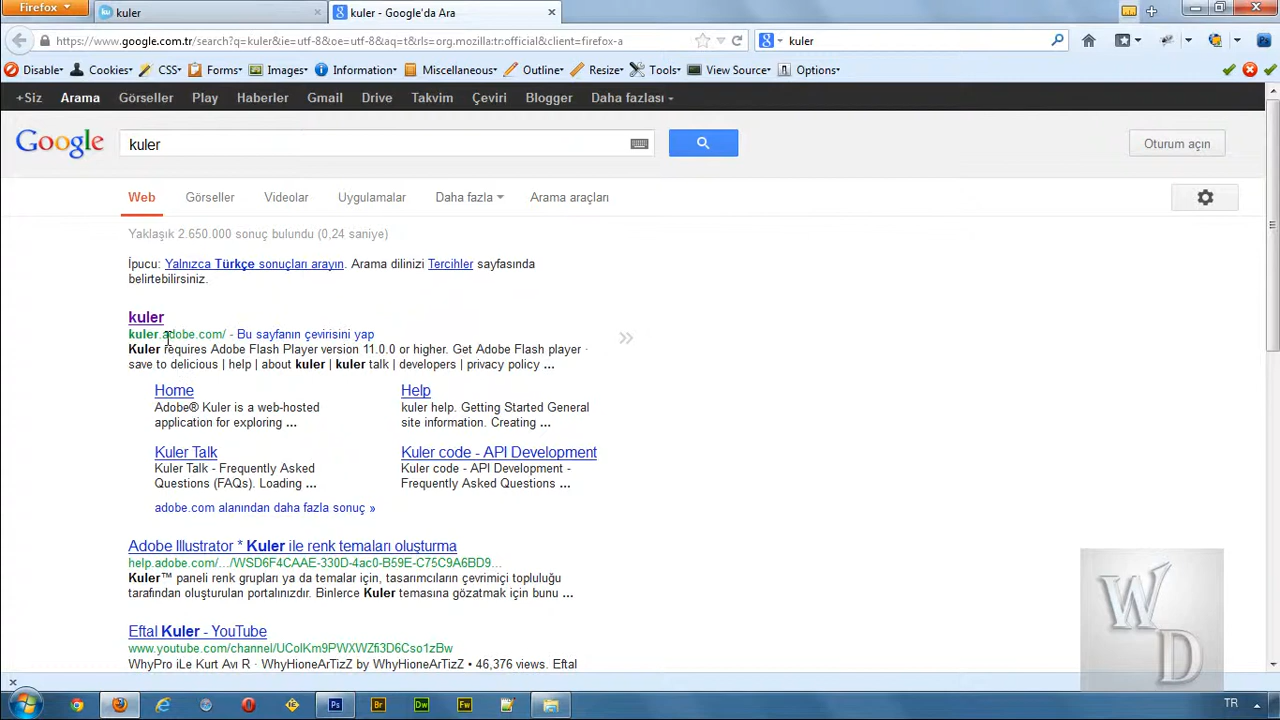 Firefox
kuler
kuler - Google'da Ara
https://www.google.com.tr/search?q=kuler&ie=utf-8&oe=utf-8&aq=t&rls=org.mozilla:tr:official&client=firefox-a
kuler
Disable Cookies CSS Forms Images Information Miscellaneous Outline Resize Tools View Source Options
+Siz Arama Görseller Play Haberler Gmail Drive Takvim Çeviri Blogger Daha fazlası
Google
kuler
Oturum açın
Web Görseller Videolar Uygulamalar Daha fazla Arama araçları
Yaklaşık 2.650.000 sonuç bulundu (0,24 saniye)
İpucu: Yalnızca Türkçe sonuçları arayın. Arama dilinizi Tercihler sayfasında
belirtebilirsiniz.
kuler
kuler.adobe.com/ - Bu sayfanın çevirisini yap
Kuler requires Adobe Flash Player version 11.0.0 or higher. Get Adobe Flash player ·
save to delicious | help | about kuler | kuler talk | developers | privacy policy ...
Home
Adobe® Kuler is a web-hosted
application for exploring ...
Help
kuler help. Getting Started General
site information. Creating ...
Kuler Talk
Kuler Talk - Frequently Asked
Questions (FAQs). Loading ...
Kuler code - API Development
Kuler code - API Development -
Frequently Asked Questions ...
adobe.com alanından daha fazla sonuç »
Adobe Illustrator * Kuler ile renk temaları oluşturma
help.adobe.com/.../WSD6F4CAAE-330D-4ac0-B59E-C75C9A6BD9...
Kuler™ paneli renk grupları ya da temalar için, tasarımcıların çevrimiçi topluluğu
tarafından oluşturulan portalınızdır. Binlerce Kuler temasına gözatmak için bunu ...
Eftal Kuler - YouTube
www.youtube.com/channel/UCoIKm9PWXWZfi3D6Cso1zBw
WhyPro iLe Kurt Avı R · WhyHioneArTizZ by WhyHioneArTizZ • 46,376 views. Eftal
W
D
Ps Br Dw Fw
TR